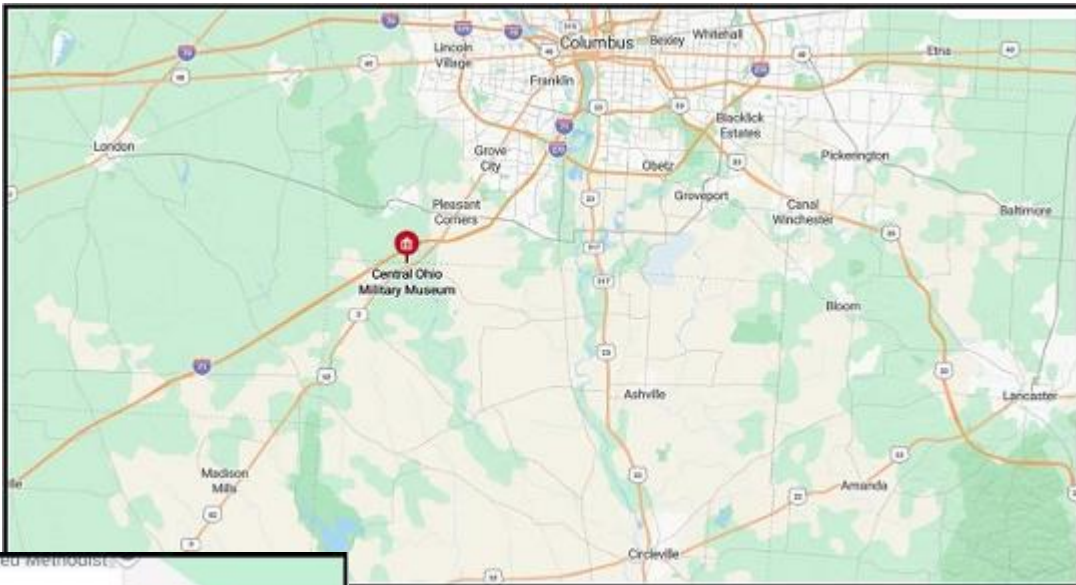 Columbus
Bexley
Whitehall
Etna
Lincoln
Village
Franklin
Blacklick
Estates
London
Grove
City
Obetz
Pickerington
Groveport
Pleasant
Corners
Canal
Winchester
Baltimore
Central Ohio
Military Museum
Bloom
Ashville
Lancaster
Madison
Mills
Amanda
Circleville
ed Methodist